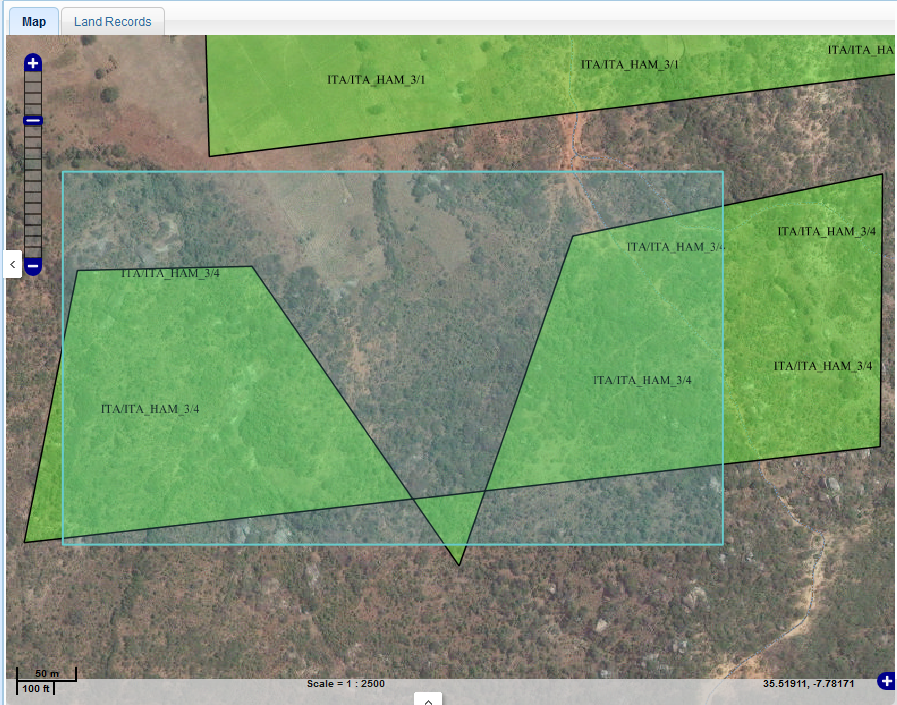 Map
Land Records
ITA/ITA_HA
ITA/ITA_HAM_3/1
ITA/ITA_HAM_3/1
ITA/ITA_HAM_3/4
ITA/ITA_HAM_3/4
ITA/ITA_HAM_3/4
ITA/ITA_HAM_3/4
ITA/ITA_HAM_3/4
ITA/ITA_HAM_3/4
50 m
100 ft
Scale = 1 : 2500
35.51911, -7.78171